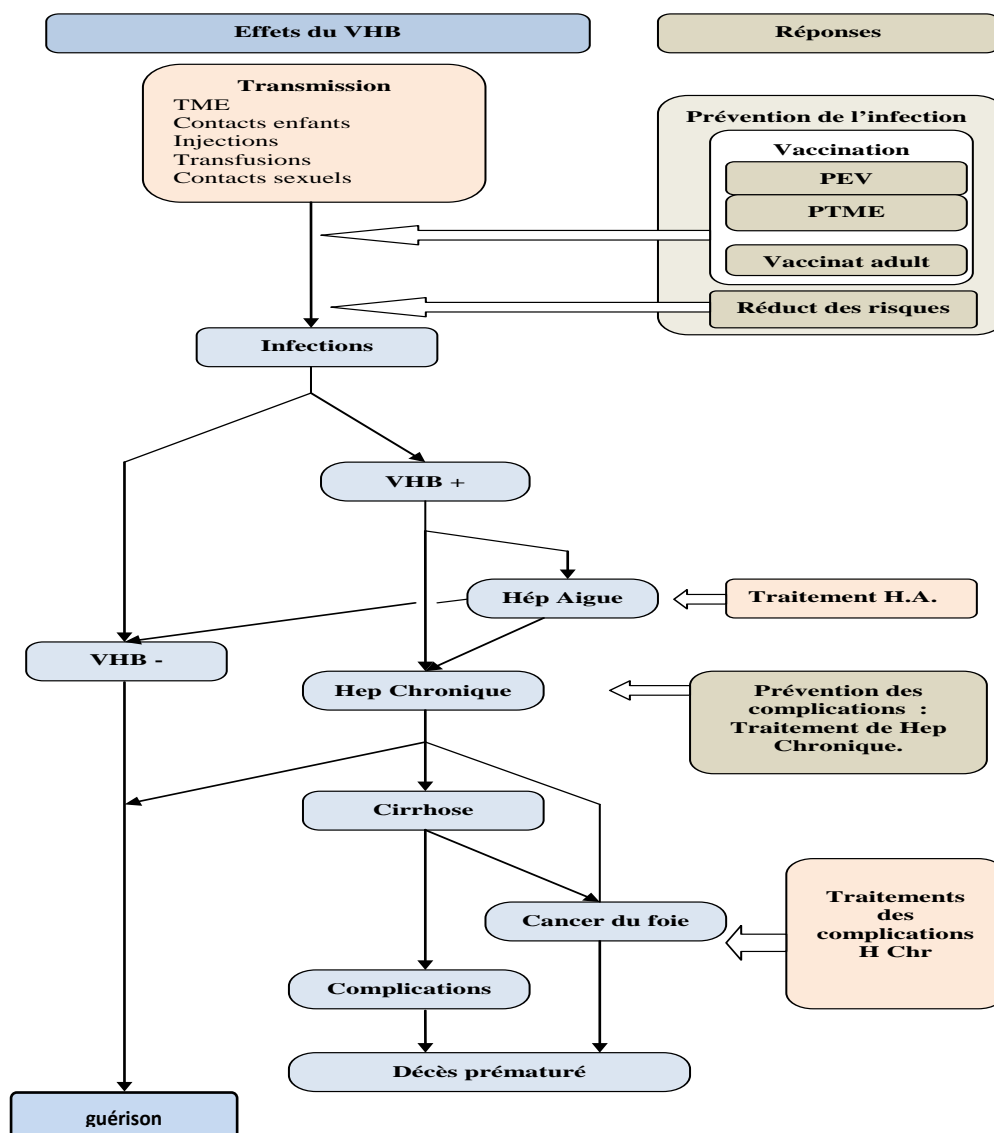 Effets du VHB
Réponses
Transmission
TME
Contacts enfants
Injections
Transfusions
Contacts sexuels
Prévention de l’infection
Vaccination
PEV
PTME
Vaccinat adult
Réduct des risques
Infections
VHB +
Hép Aigue
Traitement H.A.
VHB -
Hep Chronique
Prévention des
complications :
Traitement de Hep
Chronique.
Cirrhose
Cancer du foie
Traitements
des
complications
H Chr
Complications
Décès prématuré
guérison